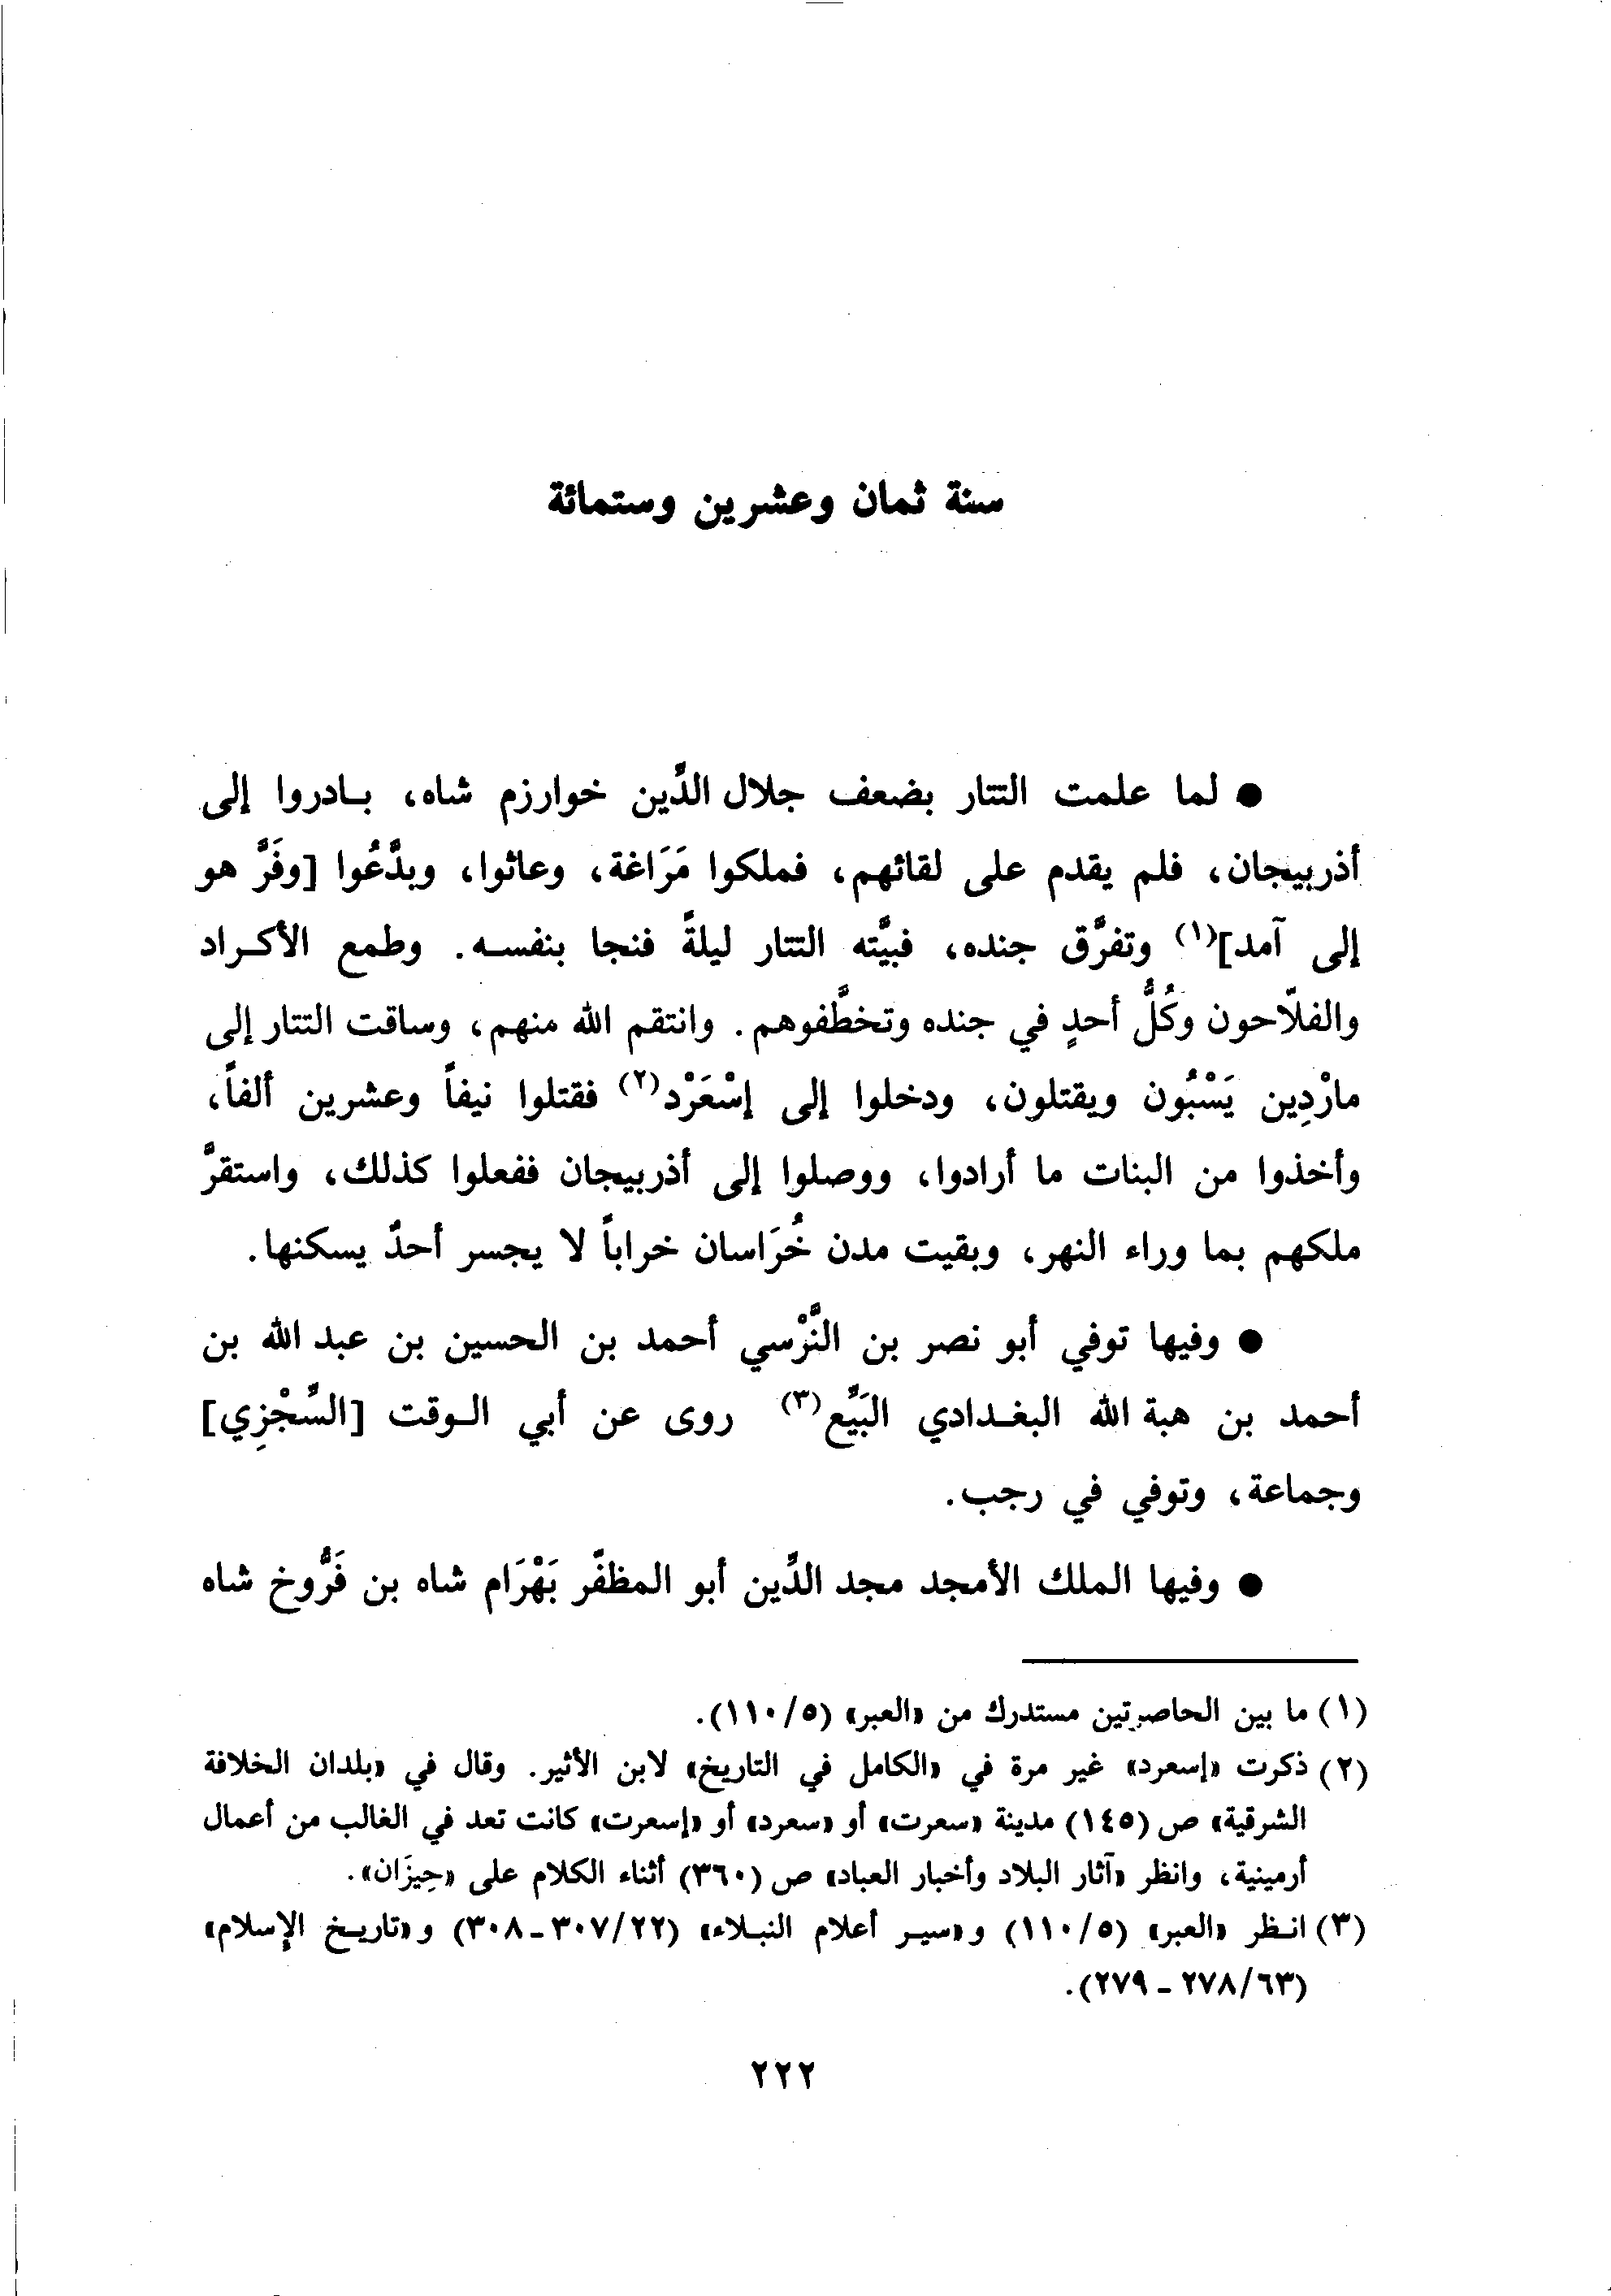 سنة ثمان وعشرين وستمائة
● لما علمت التتار بضعف جلال الدِّين خوارزم شاه، بادروا إلى
أذربيجان، فلم يقدم على لقائهم، فملكوا مَرَاغة، وعاثوا، وبدَّعُوا [وفَرَّ هو
إلى آمد](١) وتفرَّق جنده، فبيَّته التتار ليلةً فنجا بنفسه. وطمع الأكراد
والفلّاحون وكُلُّ أحدٍ في جنده وتخطَّفوهم. وانتقم الله منهم، وساقت التتار إلى
مارْدِين يَسْبُون ويقتلون، ودخلوا إلى إسْعَرْد(٢) فقتلوا نيفاً وعشرين ألفاً،
وأخذوا من البنات ما أرادوا، ووصلوا إلى أذربيجان ففعلوا كذلك، واستقرَّ
ملكهم بما وراء النهر، وبقيت مدن خُرَاسان خراباً لا يجسر أحدٌ يسكنها.
● وفيها توفي أبو نصر بن النَّرْسي أحمد بن الحسين بن عبد الله بن
أحمد بن هبة الله البغدادي البَيِّع(٣) روى عن أبي الوقت [السِّجْزِي]
وجماعة، وتوفي في رجب.
● وفيها الملك الأمجد مجد الدِّين أبو المظفَّر بَهْرَام شاه بن فَرُّوخ شاه
(١) ما بين الحاصرتين مستدرك من «العبر» (١١٠/٥).
(٢) ذكرت «إسعرد» غير مرة في «الكامل في التاريخ» لابن الأثير. وقال في «بلدان الخلافة
الشرقية» ص (١٤٥) مدينة «سعرت» أو «سعرد» أو «إسعرت» كانت تعد في الغالب من أعمال
أرمينية، وانظر «آثار البلاد وأخبار العباد» ص (٣٦٠) أثناء الكلام على «حِيزَان».
(٣) انظر «العبر» (١١٠/٥) و«سير أعلام النبلاء» (٣٠٧/٢٢ - ٣٠٨) و«تاريخ الإسلام»
(٢٧٨/٦٣ - ٢٧٩).
٢٢٢